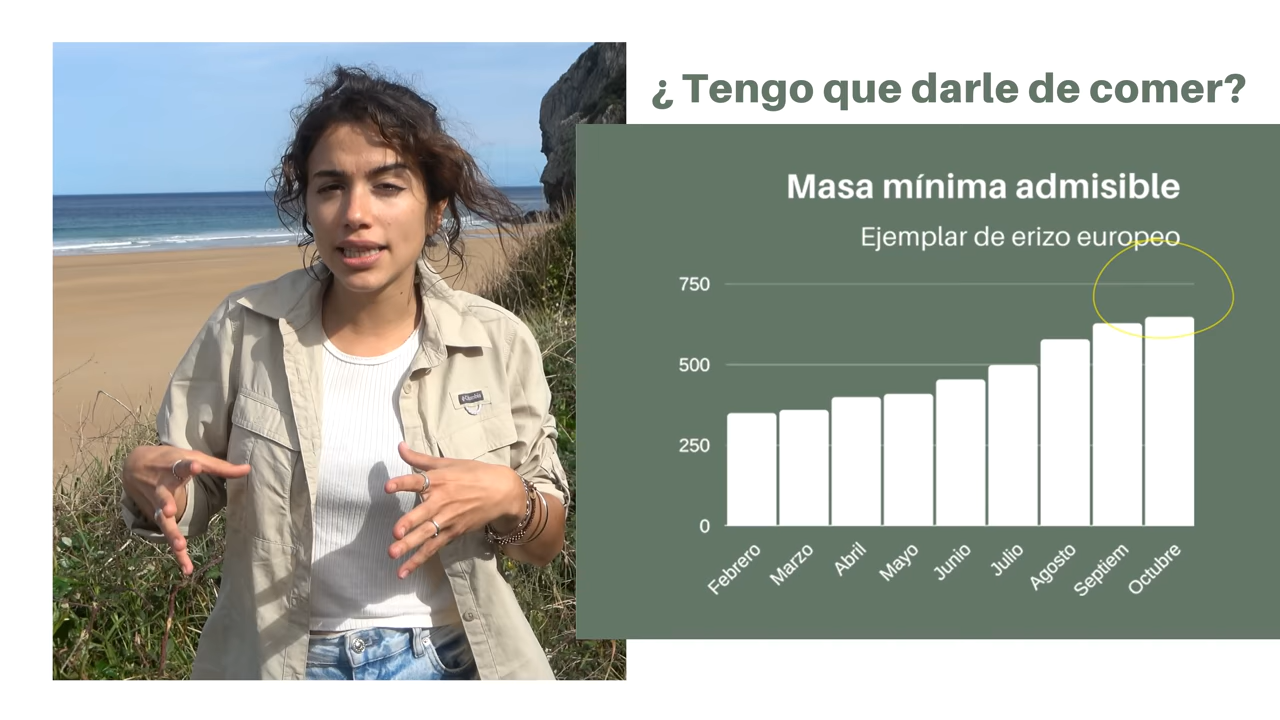 ¿ Tengo que darle de comer?
Masa mínima admisible
Ejemplar de erizo europeo
750
500
250
0
Febrero
Marzo
Abril
Mayo
Junio
Julio
Agosto
Septiem
Octubre
Columbia